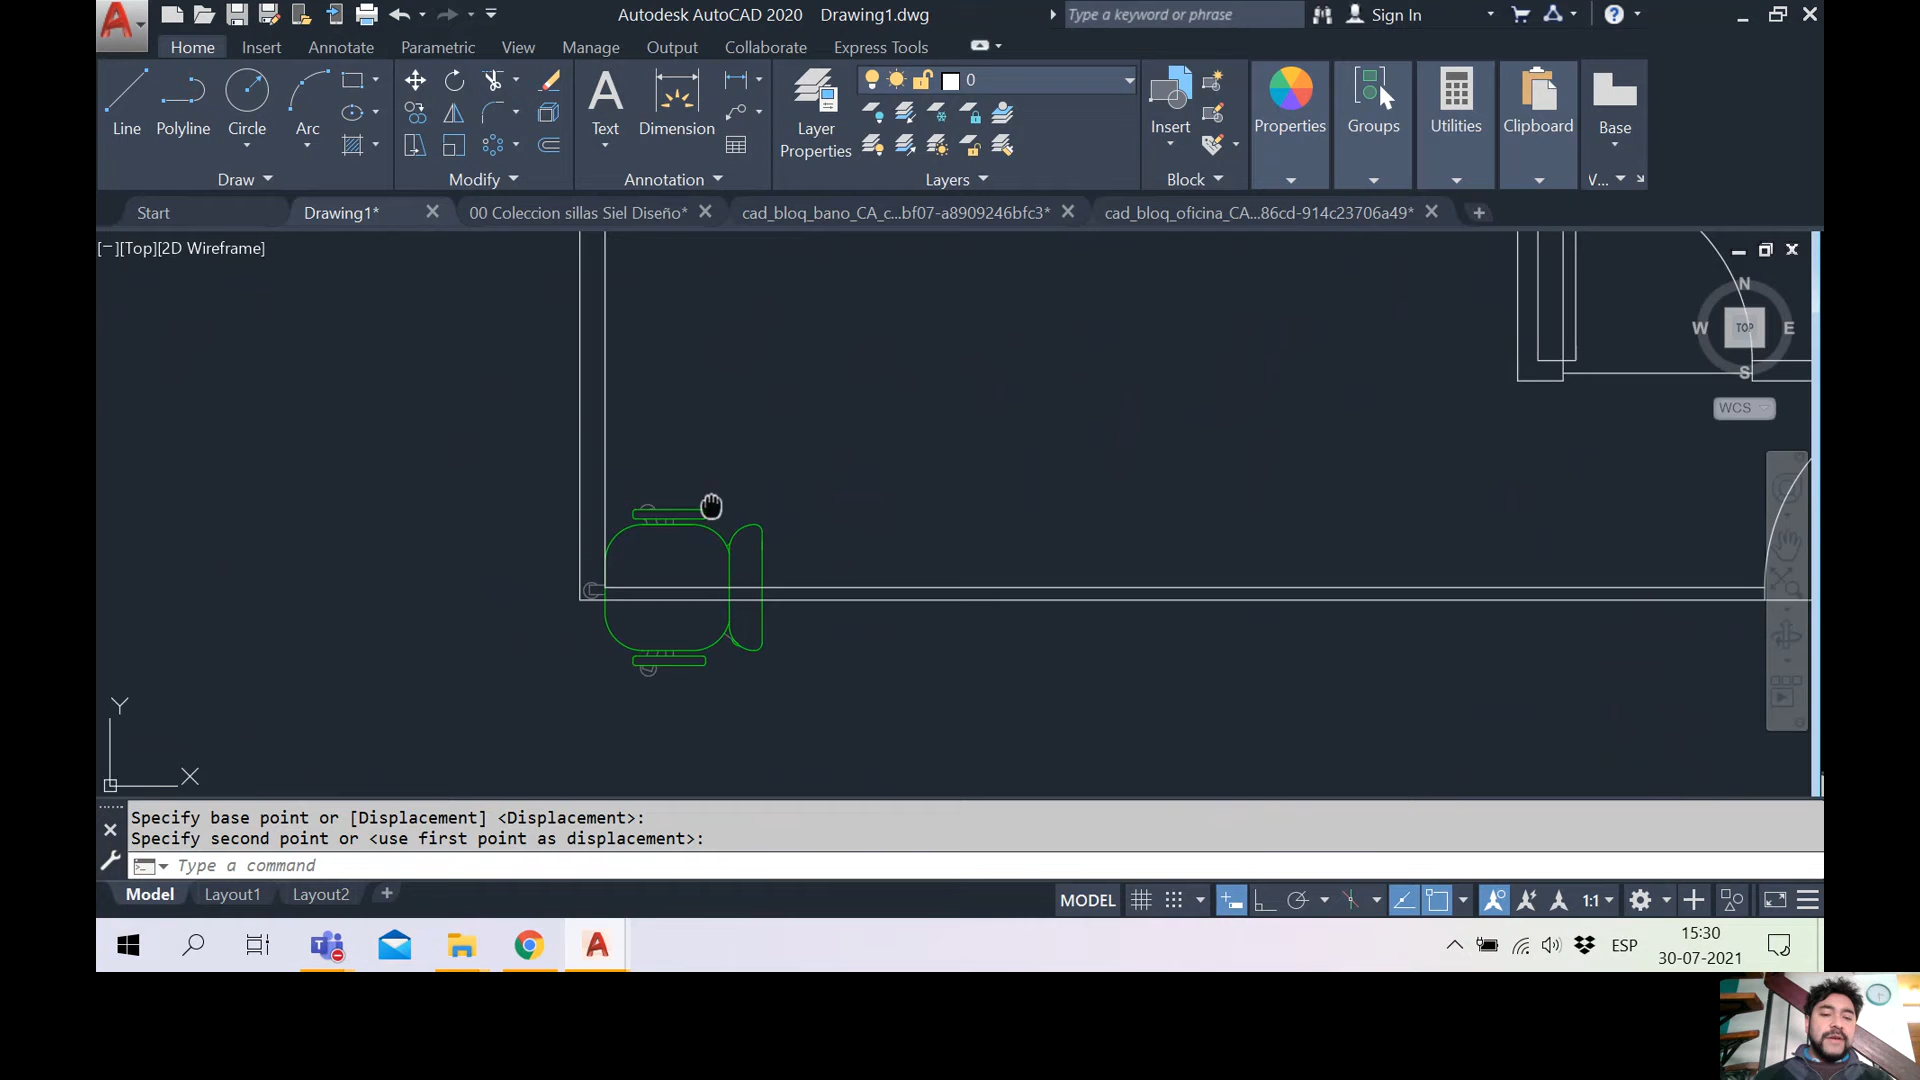 Autodesk AutoCAD 2020 Drawing1.dwg
Type a keyword or phrase
Sign In
Home Insert Annotate Parametric View Manage Output Collaborate Express Tools
0
Line Polyline Circle Arc
Text Dimension
Layer
Properties
Insert
Properties Groups Utilities Clipboard Base
Draw Modify Annotation Layers Block V...
Start Drawing1* 00 Coleccion sillas Siel Diseño* cad_bloq_bano_CA_c...bf07-a8909246bfc3* cad_bloq_oficina_CA...86cd-914c23706a49*
[−][Top][2D Wireframe]
N
W TOP E
S
WCS
Y
X
Specify base point or [Displacement] <Displacement>:
Specify second point or <use first point as displacement>:
Type a command
Model Layout1 Layout2
MODEL 1:1
ESP
15:30
30-07-2021